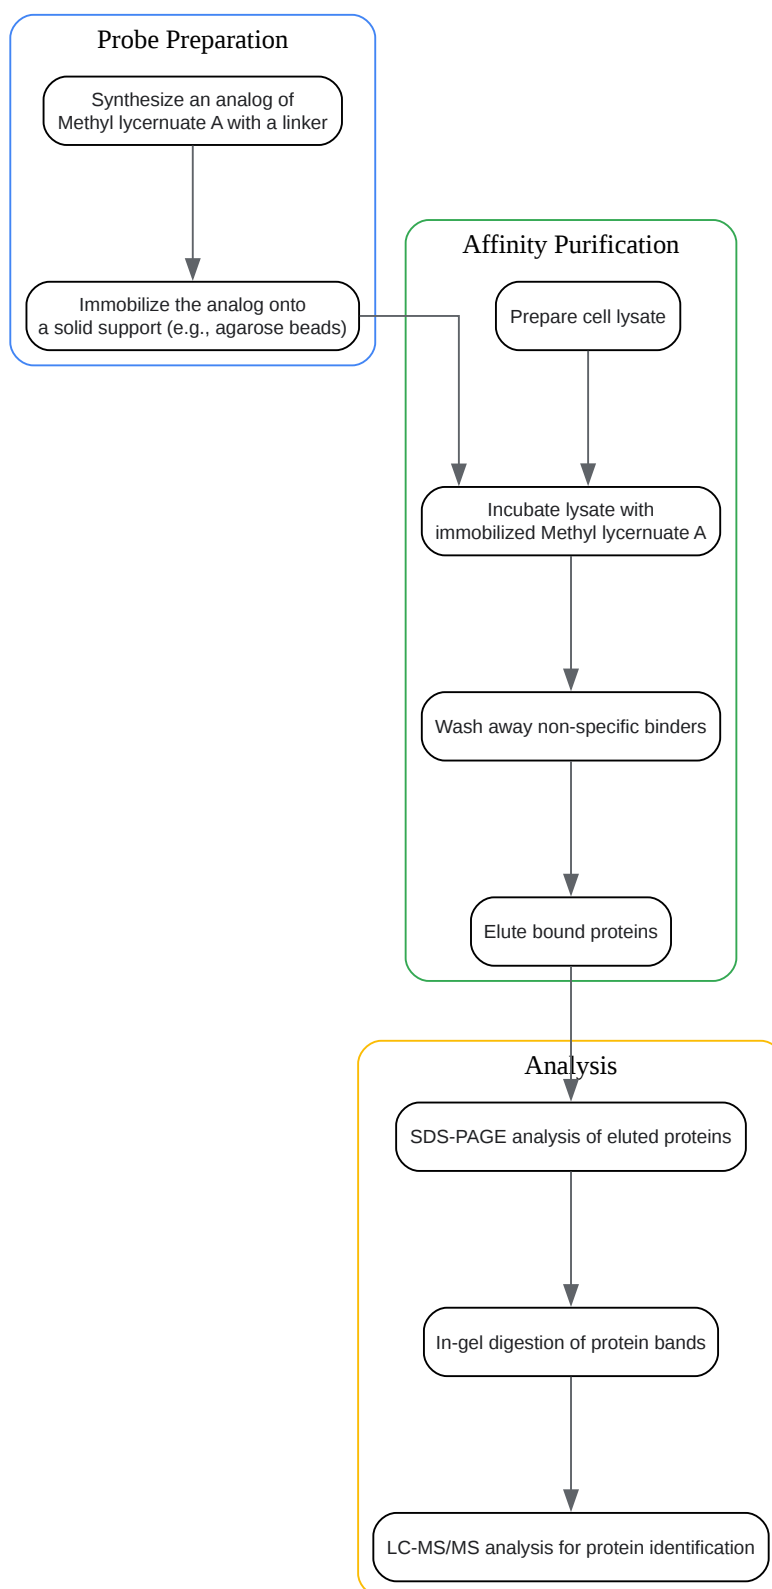 Probe Preparation
Synthesize an analog of
Methyl lycernuate A with a linker
Immobilize the analog onto
a solid support (e.g., agarose beads)
Affinity Purification
Prepare cell lysate
Incubate lysate with
immobilized Methyl lycernuate A
Wash away non-specific binders
Elute bound proteins
Analysis
SDS-PAGE analysis of eluted proteins
In-gel digestion of protein bands
LC-MS/MS analysis for protein identification